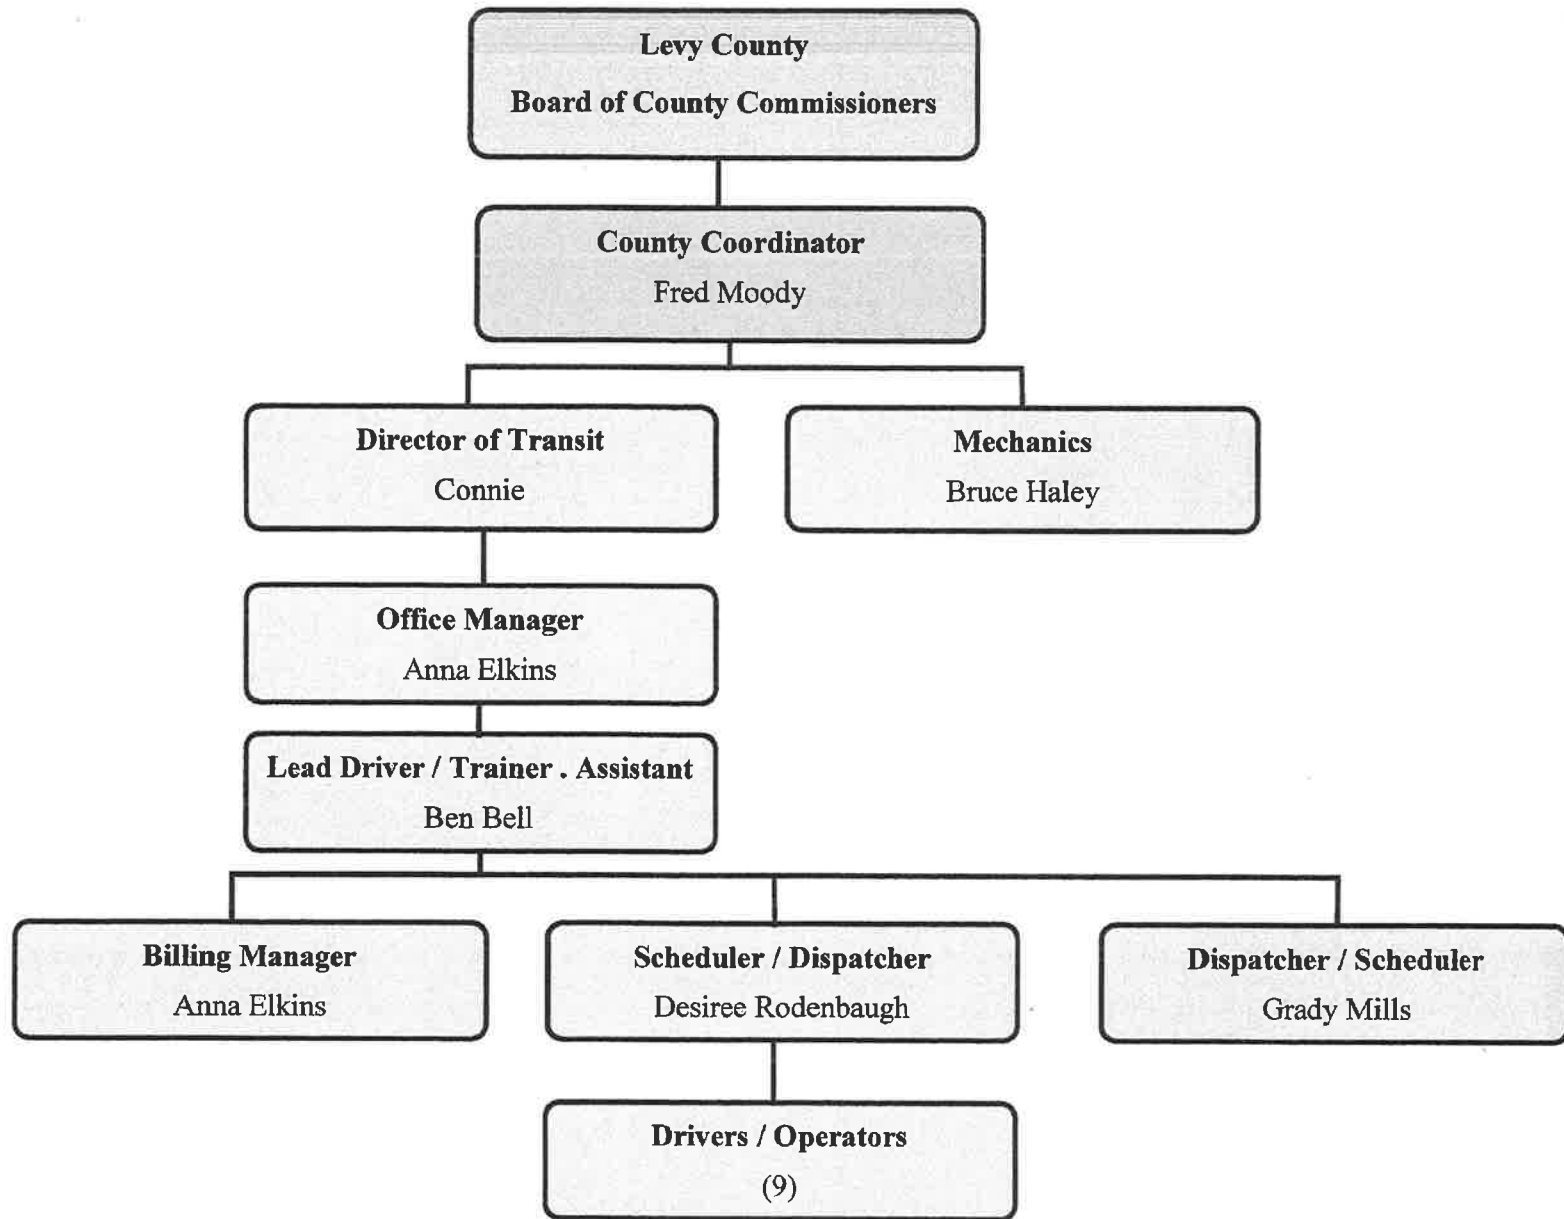 Levy County
Board of County Commissioners
County Coordinator
Fred Moody
Director of Transit
Connie
Mechanics
Bruce Haley
Office Manager
Anna Elkins
Lead Driver / Trainer . Assistant
Ben Bell
Billing Manager
Anna Elkins
Scheduler / Dispatcher
Desiree Rodenbaugh
Dispatcher / Scheduler
Grady Mills
Drivers / Operators
(9)